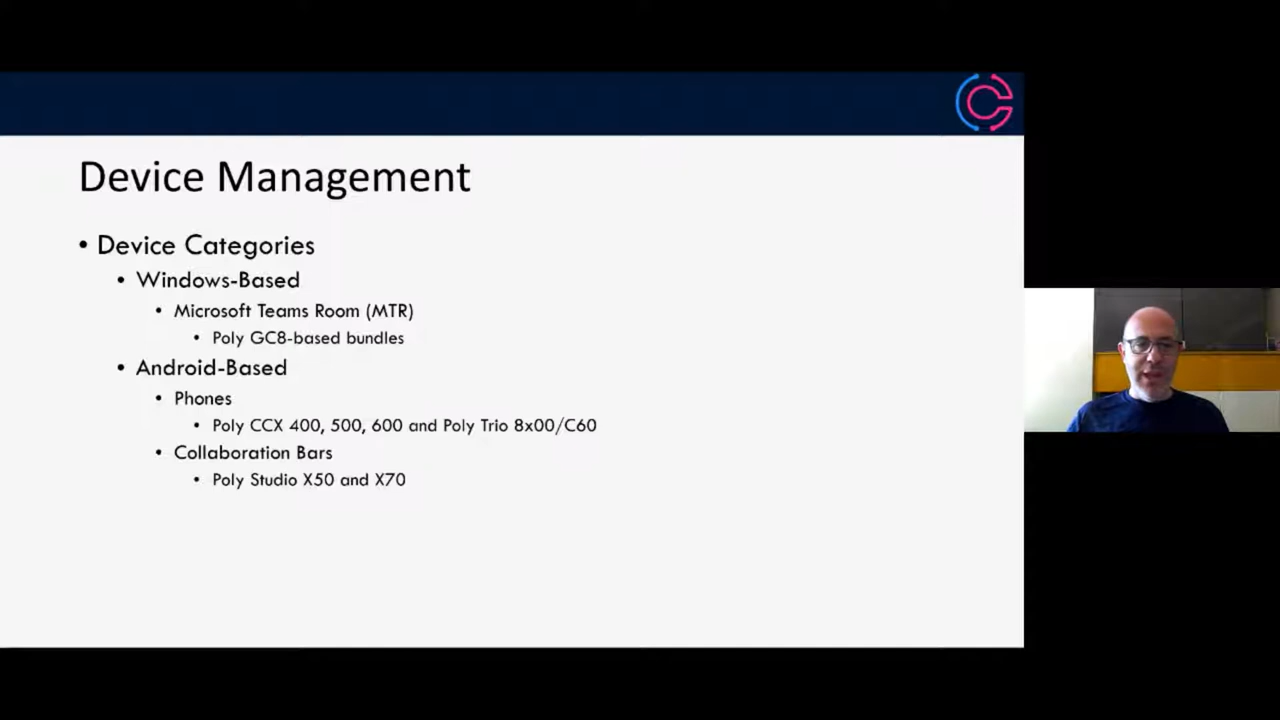 Device Management
• Device Categories
• Windows-Based
• Microsoft Teams Room (MTR)
• Poly GC8-based bundles
• Android-Based
• Phones
• Poly CCX 400, 500, 600 and Poly Trio 8x00/C60
• Collaboration Bars
• Poly Studio X50 and X70